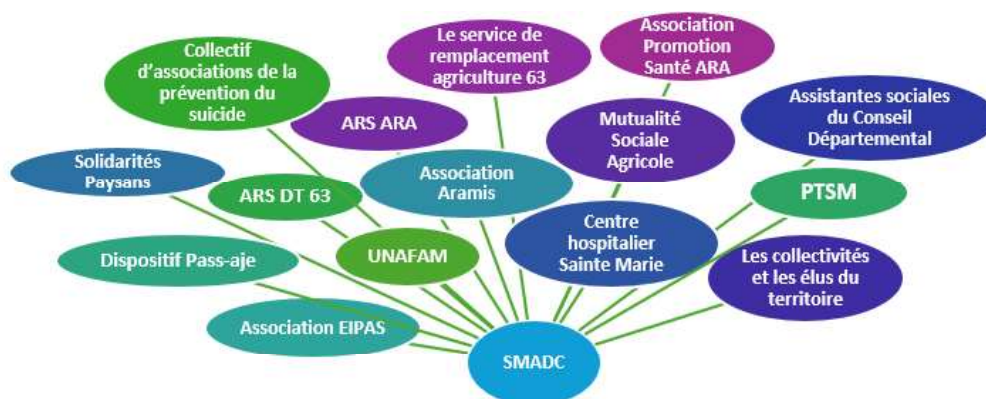 Collectif
d'associations de la
prévention du
suicide
Le service de
remplacement
agriculture 63
Association
Promotion
Santé ARA
Assistantes sociales
du Conseil
Départemental
ARS ARA
Mutualité
Sociale
Agricole
Solidarités
Paysans
ARS DT 63
Association
Aramis
PTSM
Centre
hospitalier
Sainte Marie
Dispositif Pass-aje
UNAFAM
Les collectivités
et les élus du
territoire
Association EIPAS
SMADC